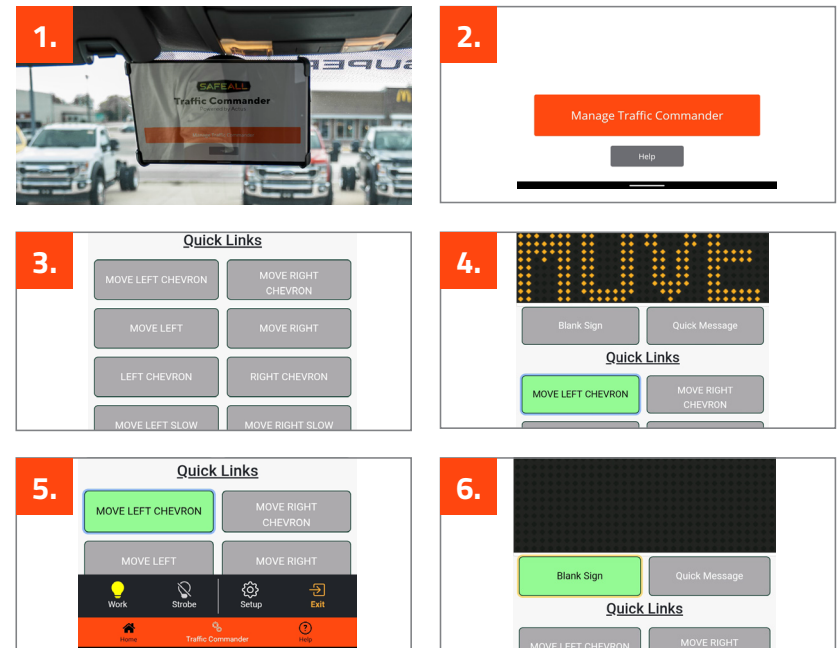 1.
SAFEALL
Traffic Commander
Manage Traffic Commander
2.
Manage Traffic Commander
Help
3.
Quick Links
MOVE LEFT CHEVRON
MOVE RIGHT
CHEVRON
MOVE LEFT
MOVE RIGHT
LEFT CHEVRON
RIGHT CHEVRON
MOVE LEFT SLOW
MOVE RIGHT SLOW
4.
MOVE
Blank Sign
Quick Message
Quick Links
MOVE LEFT CHEVRON
MOVE RIGHT
CHEVRON
5.
Quick Links
MOVE LEFT CHEVRON
MOVE RIGHT
CHEVRON
MOVE LEFT
MOVE RIGHT
Work
Strobe
Setup
Exit
Home
Traffic Commander
Help
6.
Blank Sign
Quick Message
Quick Links
MOVE LEFT CHEVRON
MOVE RIGHT